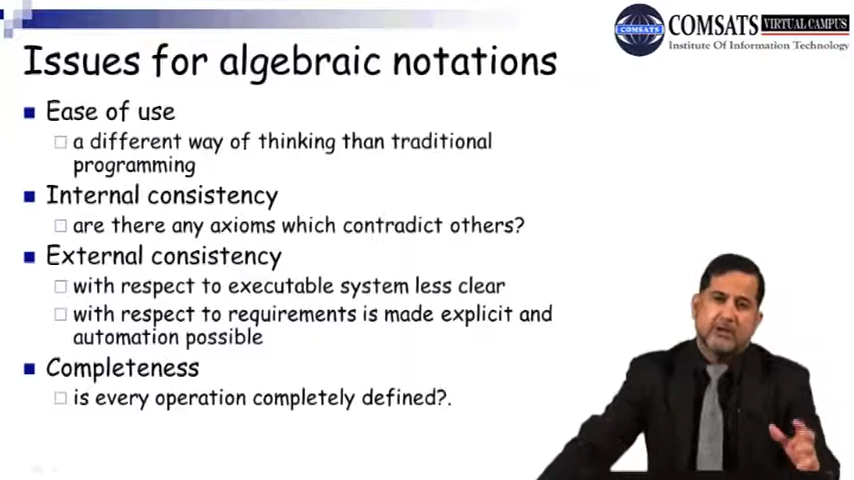 COMSATS VIRTUAL CAMPUS
COMSATS
Institute Of Information Technology
Issues for algebraic notations
Ease of use
a different way of thinking than traditional
programming
Internal consistency
are there any axioms which contradict others?
External consistency
with respect to executable system less clear
with respect to requirements is made explicit and
automation possible
Completeness
is every operation completely defined?.